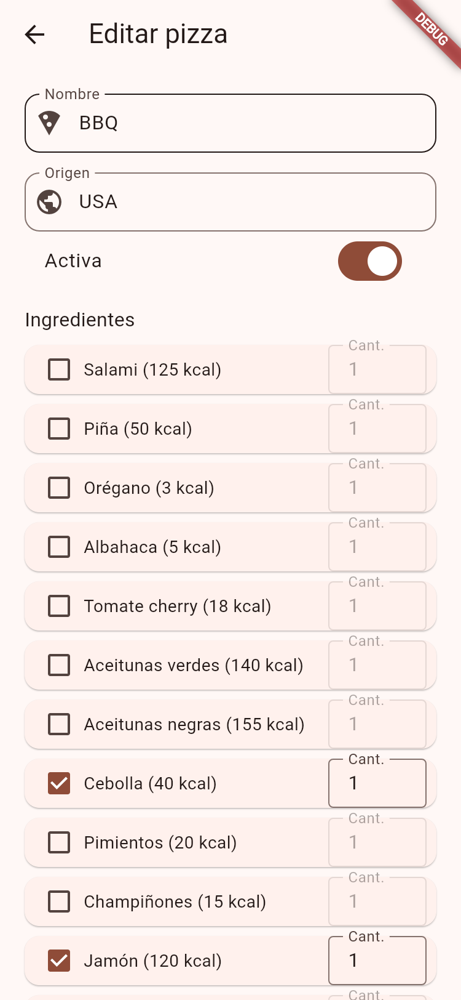 Editar pizza
DEBUG
Nombre
BBQ
Origen
USA
Activa
Ingredientes
Cant.
Salami (125 kcal)
1
Cant.
Piña (50 kcal)
1
Cant.
Orégano (3 kcal)
1
Cant.
Albahaca (5 kcal)
1
Cant.
Tomate cherry (18 kcal)
1
Cant.
Aceitunas verdes (140 kcal)
1
Cant.
Aceitunas negras (155 kcal)
1
Cant.
Cebolla (40 kcal)
1
Cant.
Pimientos (20 kcal)
1
Cant.
Champiñones (15 kcal)
1
Cant.
Jamón (120 kcal)
1
Cant.